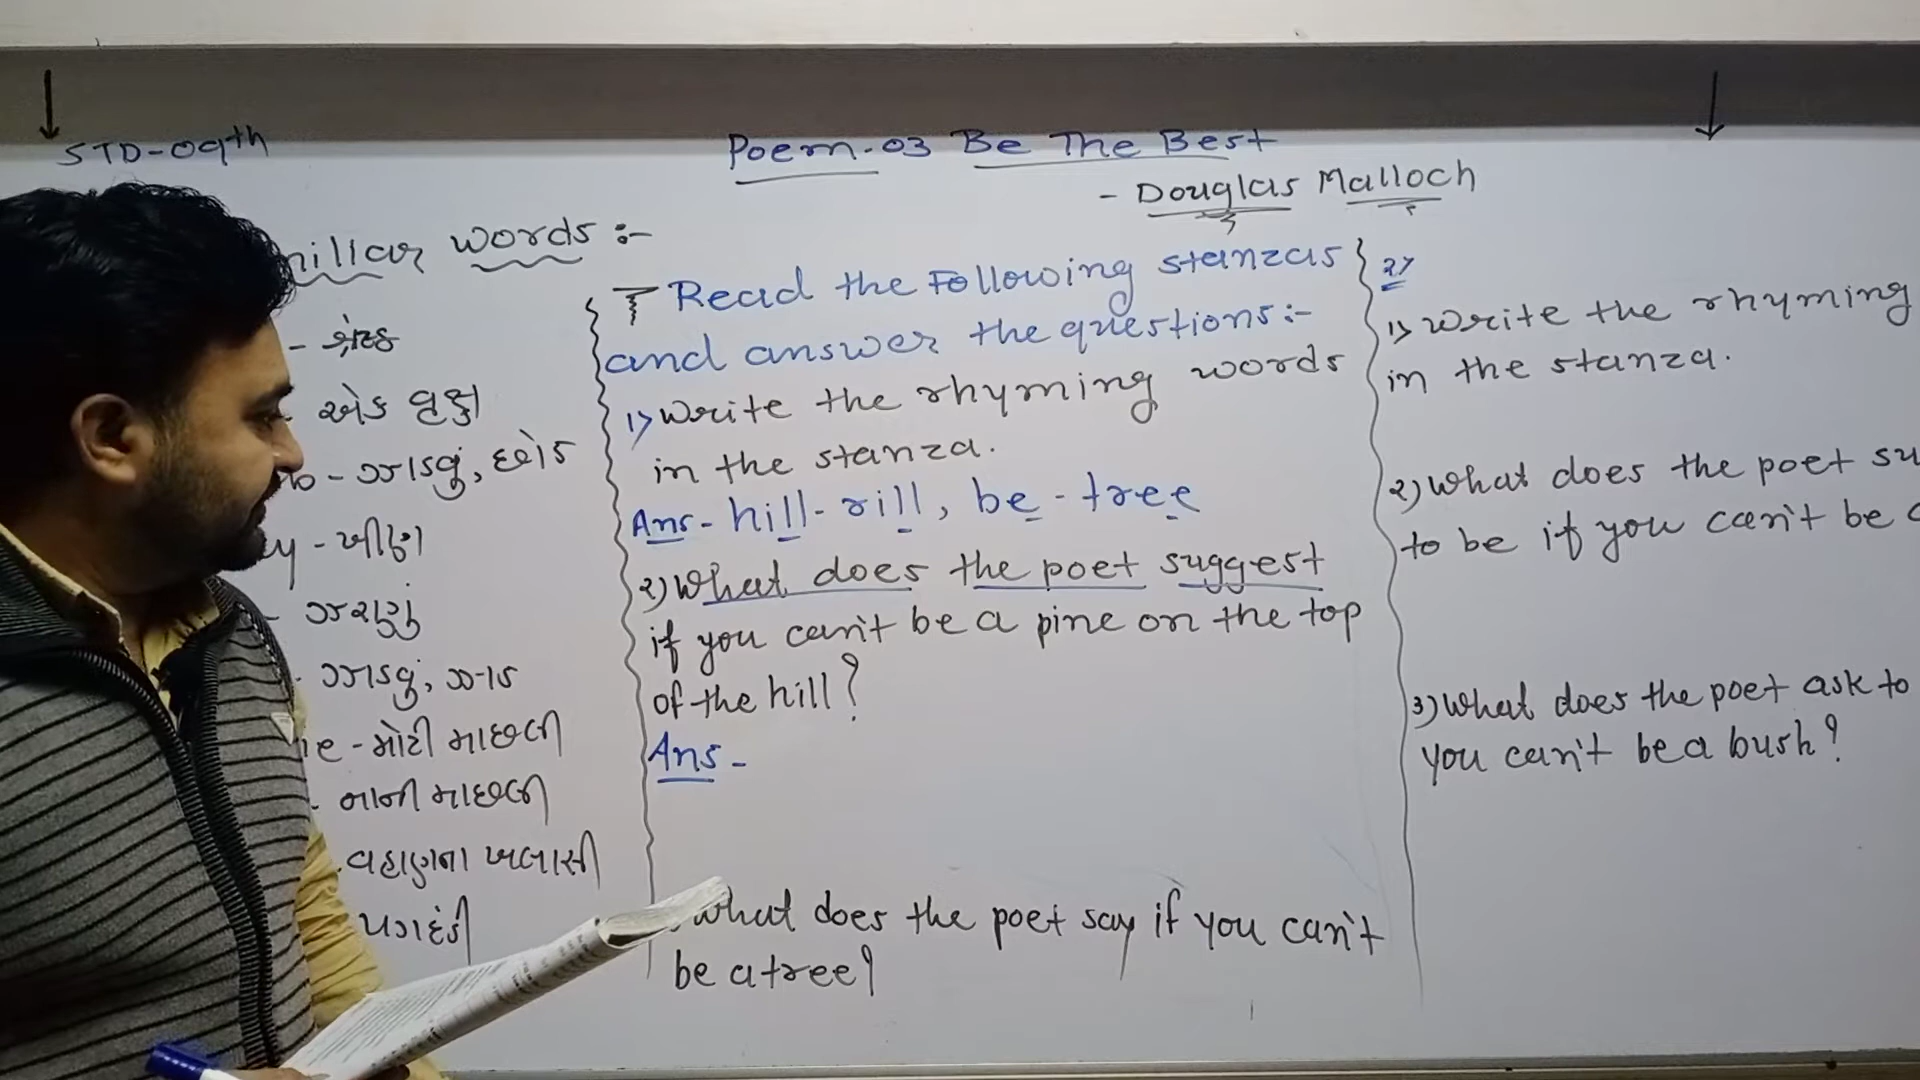 STD-09th
Poem-03 Be The Best
- Douglas Malloch
words :-
- એક વૃક્ષ
- ઝાડવું, છોડ
- ખીણ
- ઝરણું
- ઝાડવું, ઝાડ
- મોટી માછલી
- નાની માછલી
વહાણના ખલાસી
પગદંડી
Read the Following stanzas
and answer the questions:-
1) Write the rhyming words
in the stanza.
Ans- hill-rill, be-tree
2) What does the poet suggest
if you can't be a pine on the top
of the hill?
Ans-
What does the poet say if you can't
be a tree?
2)
1) Write the rhyming
in the stanza.
2) What does the poet
to be if you can't be
3) What does the poet ask to
you can't be a bush?